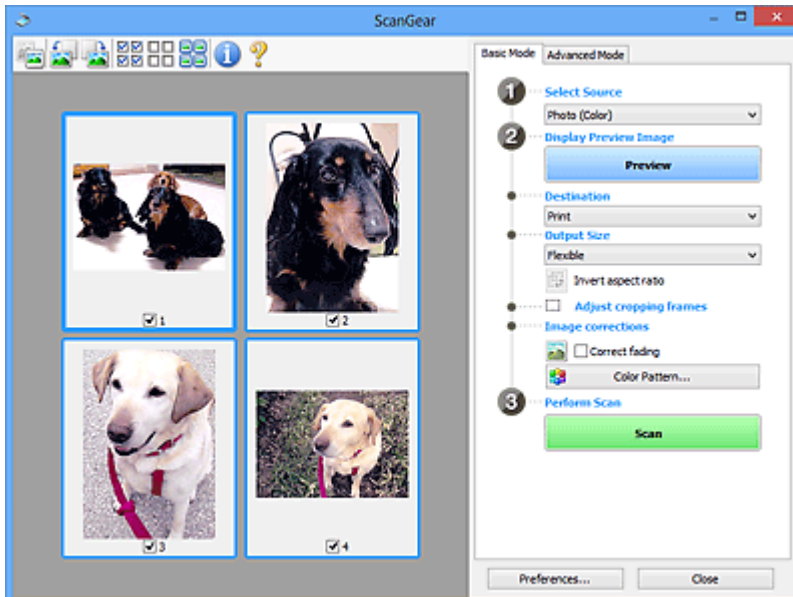 ScanGear
Basic Mode
Advanced Mode
1
Select Source
Photo (Color)
2
Display Preview Image
Preview
Destination
Print
Output Size
Flexible
Invert aspect ratio
Adjust cropping frames
Image corrections
Correct fading
Color Pattern...
3
Perform Scan
Scan
1
2
3
4
Preferences...
Close